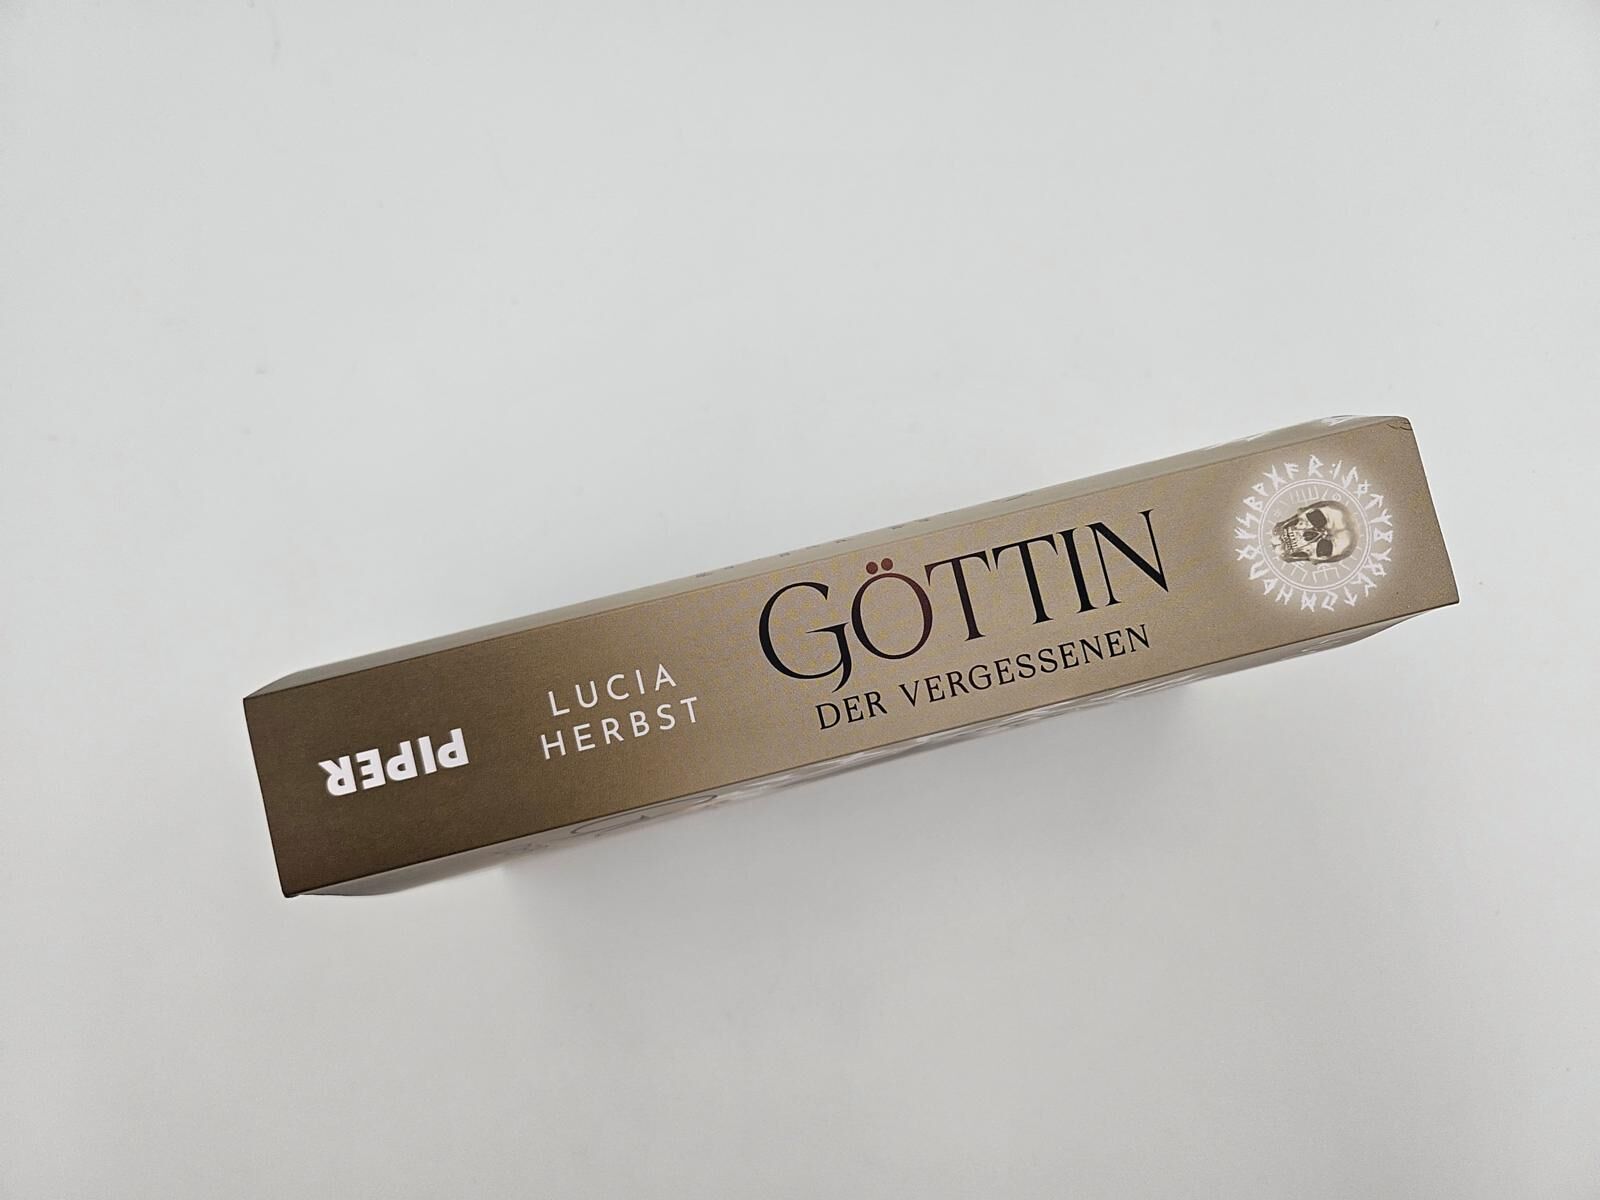 PIPER
LUCIA
HERBST
GÖTTIN
DER VERGESSENEN